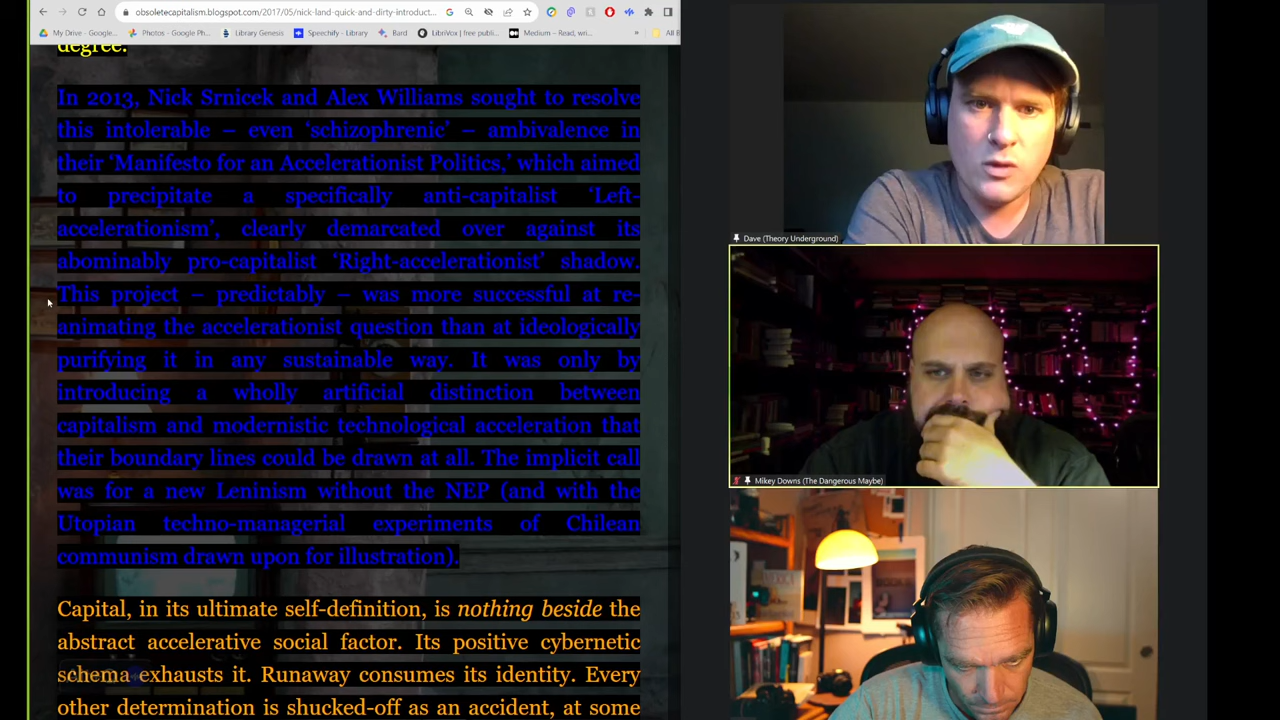 obsoletecapitalism.blogspot.com/2017/05/nick-land-quick-and-dirty-introduct...
My Drive - Google D...
Photos - Google Ph...
Library Genesis
Speechify - Library
Bard
LibriVox | free publi...
Medium – Read, wri...
»
All
degree.
In 2013, Nick Srnicek and Alex Williams sought to resolve
this intolerable – even ‘schizophrenic’ – ambivalence in
their ‘Manifesto for an Accelerationist Politics,’ which aimed
to precipitate a specifically anti-capitalist ‘Left-
accelerationism’, clearly demarcated over against its
abominably pro-capitalist ‘Right-accelerationist’ shadow.
This project – predictably – was more successful at re-
animating the accelerationist question than at ideologically
purifying it in any sustainable way. It was only by
introducing a wholly artificial distinction between
capitalism and modernistic technological acceleration that
their boundary lines could be drawn at all. The implicit call
was for a new Leninism without the NEP (and with the
Utopian techno-managerial experiments of Chilean
communism drawn upon for illustration).
Capital, in its ultimate self-definition, is nothing beside the
abstract accelerative social factor. Its positive cybernetic
schema exhausts it. Runaway consumes its identity. Every
other determination is shucked-off as an accident, at some
Dave (Theory Underground)
Mikey Downs (The Dangerous Maybe)